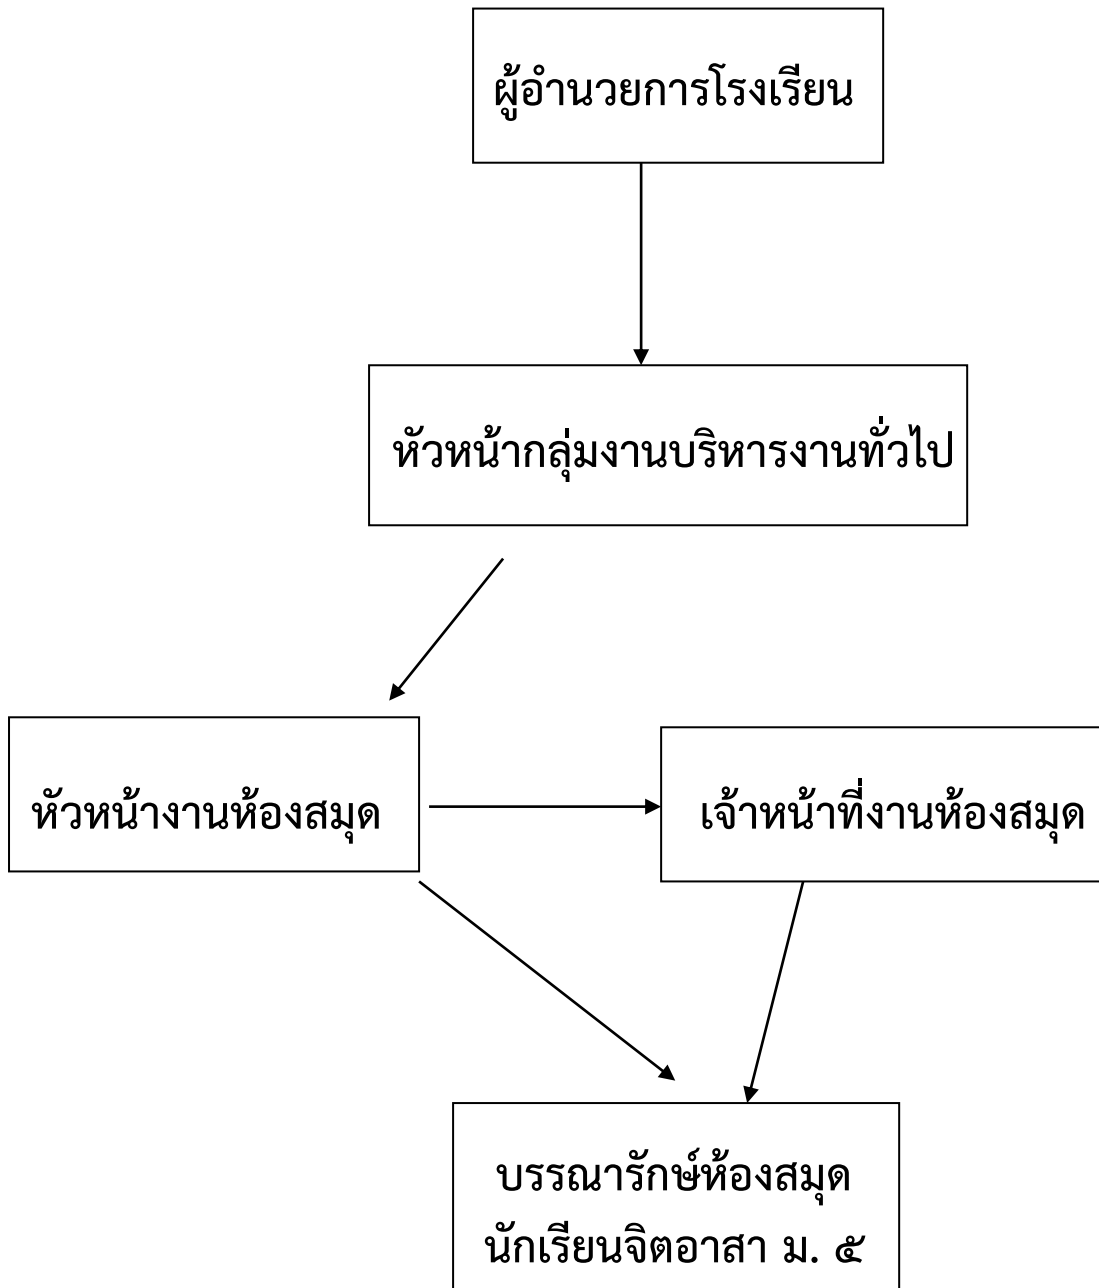 ผู้อำนวยการโรงเรียน
หัวหน้ากลุ่มงานบริหารงานทั่วไป
หัวหน้างานห้องสมุด
เจ้าหน้าที่งานห้องสมุด
บรรณารักษ์ห้องสมุด
นักเรียนจิตอาสา ม. ๕